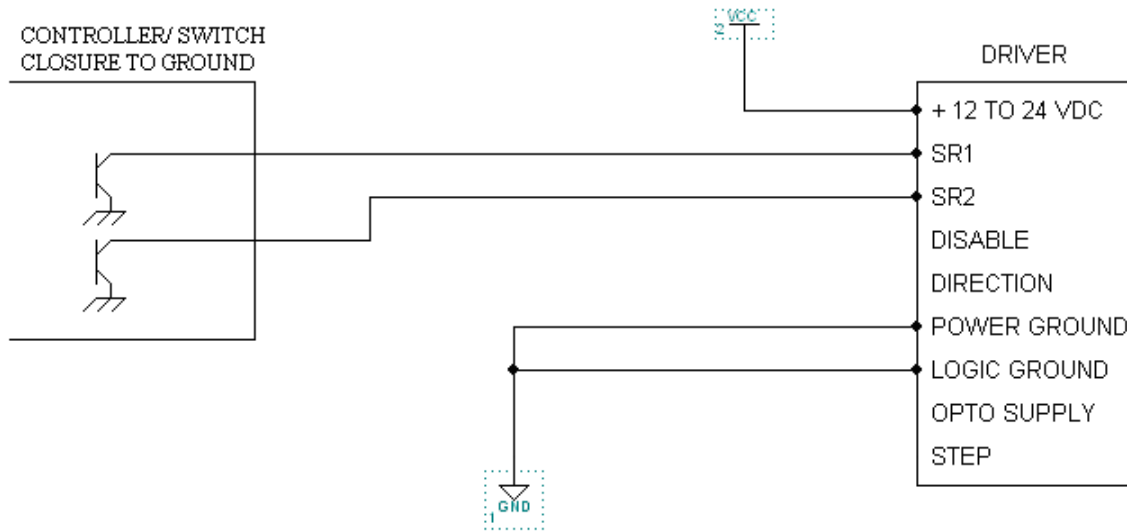 CONTROLLER/ SWITCH
CLOSURE TO GROUND
VCC
2
DRIVER
+ 12 TO 24 VDC
SR1
SR2
DISABLE
DIRECTION
POWER GROUND
LOGIC GROUND
OPTO SUPPLY
STEP
GND
1